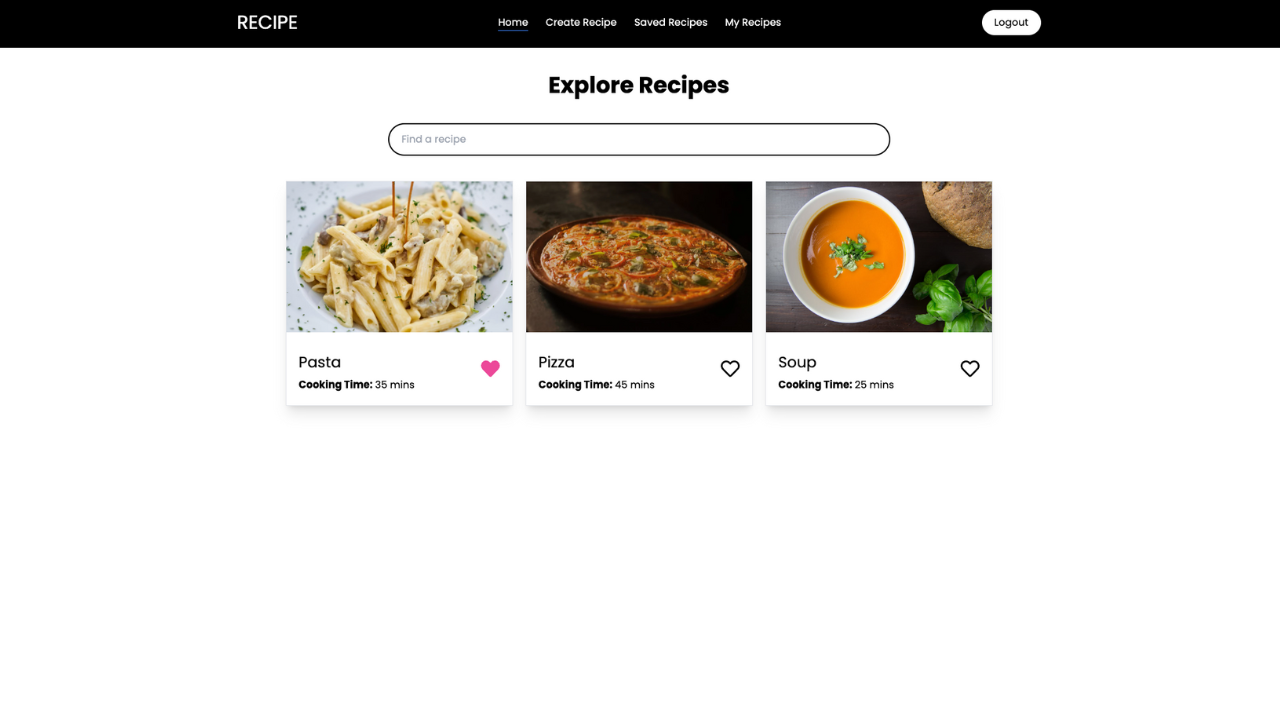 RECIPE
Home Create Recipe Saved Recipes My Recipes
Logout
Explore Recipes
Find a recipe
Pasta
Cooking Time: 35 mins
Pizza
Cooking Time: 45 mins
Soup
Cooking Time: 25 mins